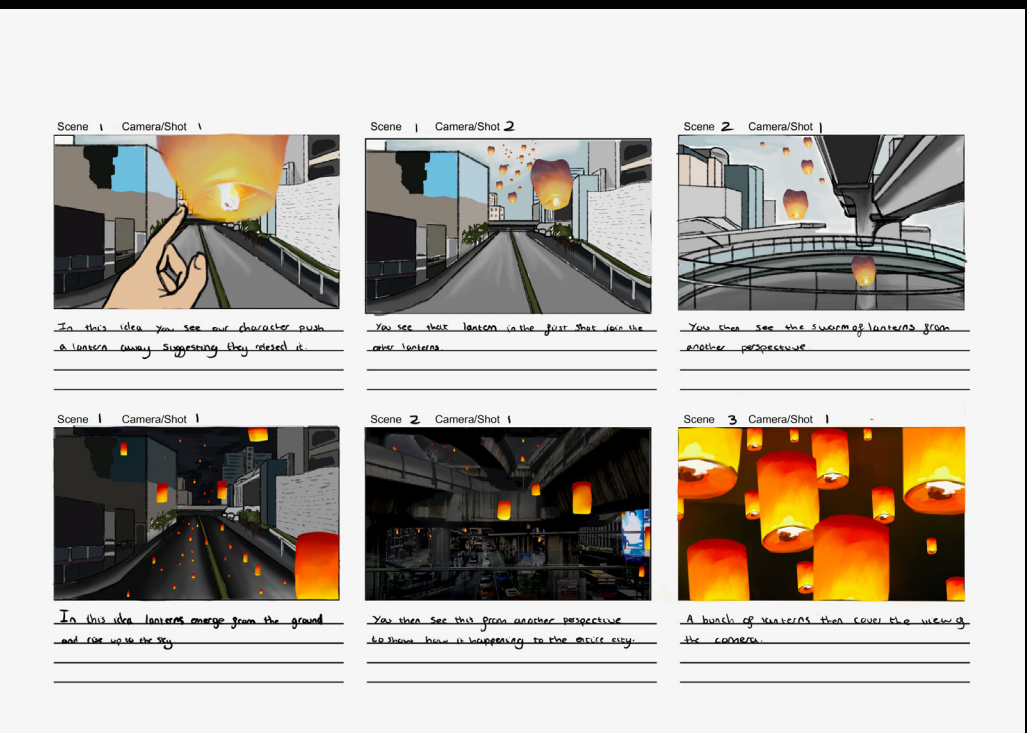 Scene 1 Camera/Shot 1
Scene 1 Camera/Shot 2
Scene 2 Camera/Shot 1
In this idea you see our character push
a lantern away suggesting they relesed it.
You see that lantern in the first shot join the
other lanterns.
You then see the swarm of lanterns from
another perspective.
Scene 1 Camera/Shot 1
Scene 2 Camera/Shot 1
Scene 3 Camera/Shot 1
In this idea lanterns emerge from the ground
and rise up to the sky
You then see this from another perspective
to show how it happening to the entire city.
A bunch of lanterns then cover the view of
the camera.